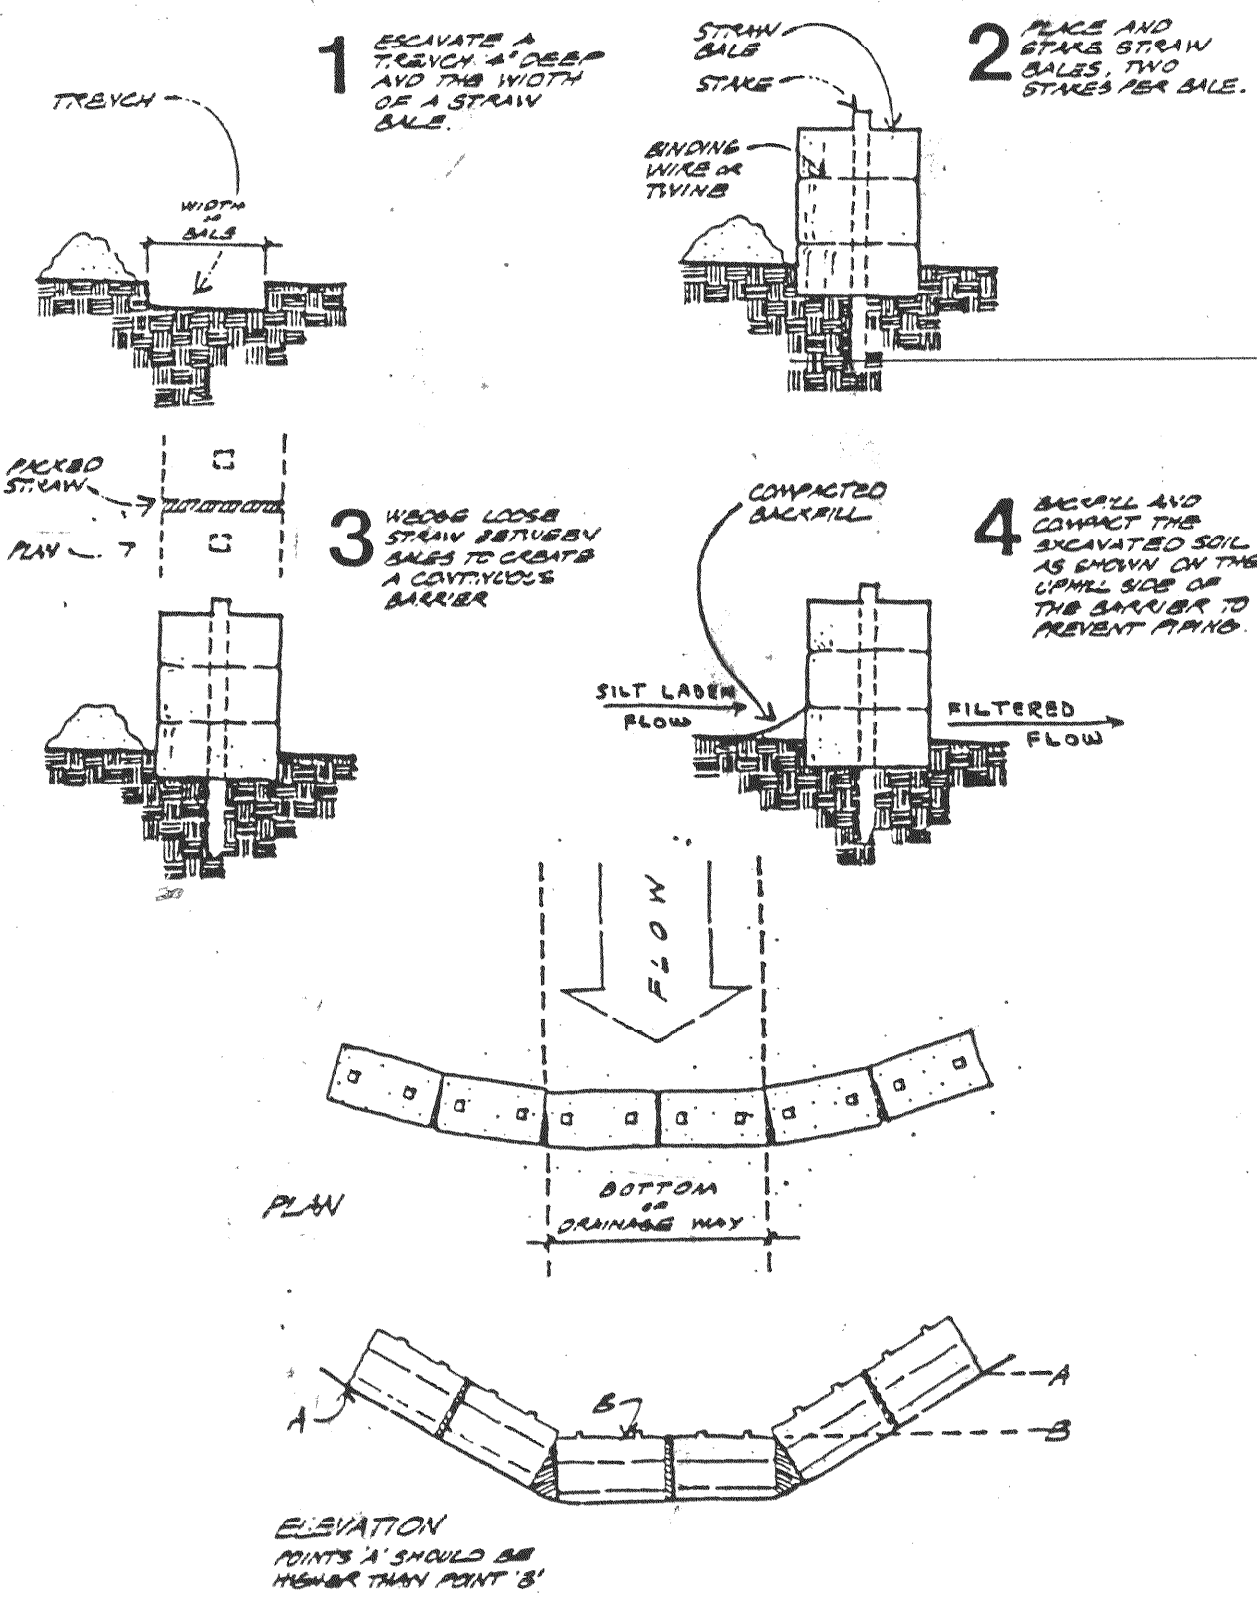 1
ESCAVATE A
TRENCH 4" DEEP
AND THE WIDTH
OF A STRAW
BALE.
TRENCH
WIDTH
OF
BALE
2
PLACE AND
STAKE STRAW
BALES, TWO
STAKES PER BALE.
STRAW
BALE
STAKE
BINDING
WIRE OR
TWINE
PACKED
STRAW
PLAN
3
WEDGE LOOSE
STRAW BETWEEN
BALES TO CREATE
A CONTINUOUS
BARRIER
COMPACTED
BACKFILL
4
BACKFILL AND
COMPACT THE
EXCAVATED SOIL
AS SHOWN ON THE
UPHILL SIDE OF
THE BARRIER TO
PREVENT PIPING.
SILT LADEN
FLOW
FILTERED
FLOW
FLOW
PLAN
BOTTOM
OF
DRAINAGE WAY
A
B
A
B
ELEVATION
POINTS 'A' SHOULD BE
HIGHER THAN POINT 'B'